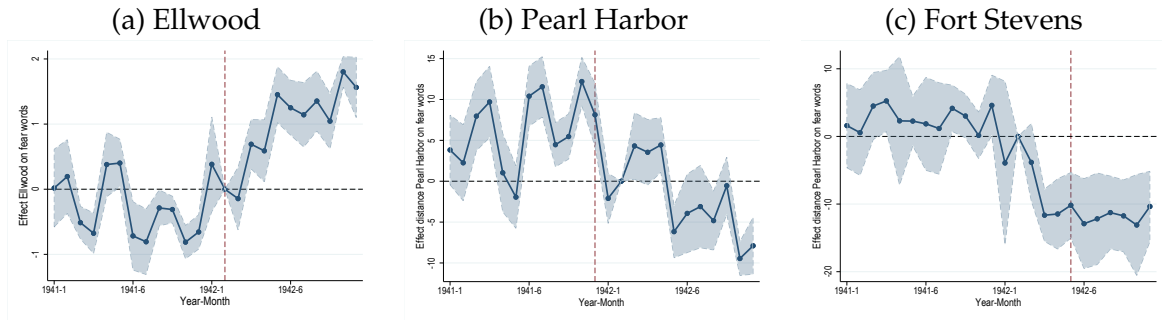 (a) Ellwood
(b) Pearl Harbor
(c) Fort Stevens
Effect Ellwood on fear words
2
1
0
-1
1941-1
1941-6
1942-1
1942-6
Year-Month
Effect distance Pearl Harbor on fear words
15
10
5
0
-5
-10
1941-1
1941-6
1942-1
1942-6
Year-Month
Effect distance Pearl Harbor on fear words
10
0
-10
-20
1941-1
1941-6
1942-1
1942-6
Year-Month